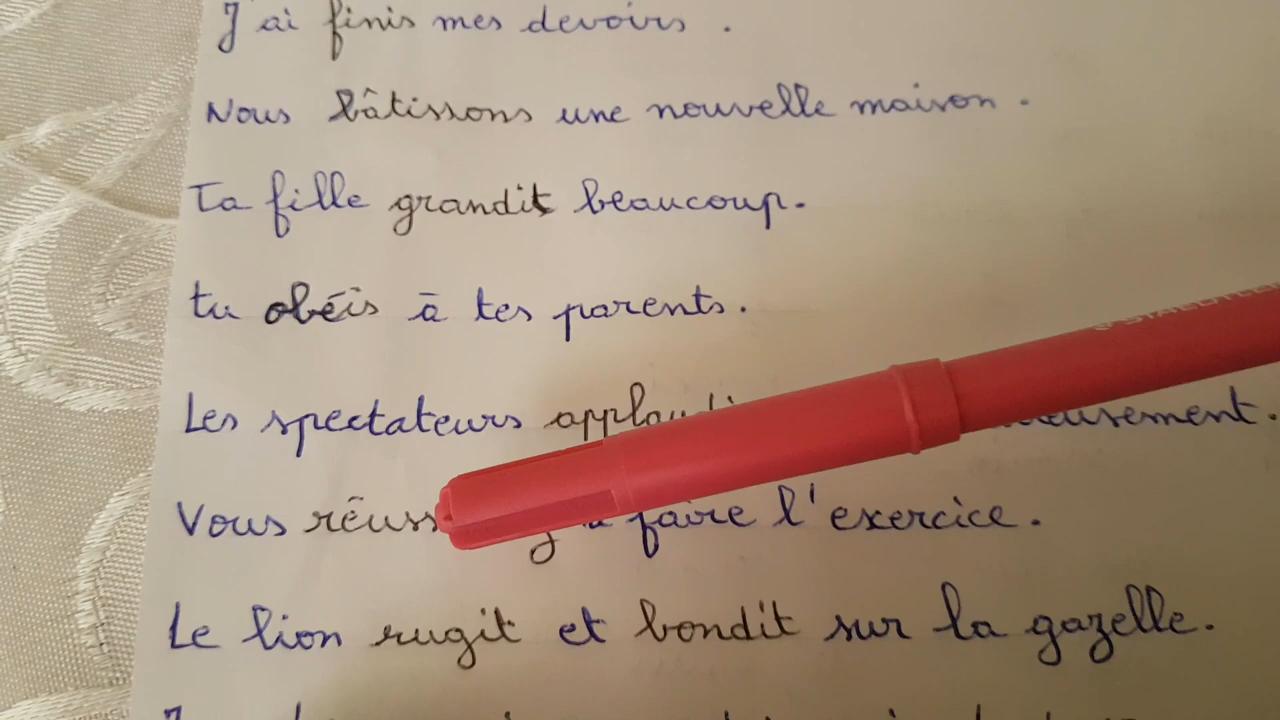 J'ai finis mes devoirs.
Nous bâtissons une nouvelle maison.
Ta fille grandit beaucoup.
tu obéis à tes parents.
Les spectateurs
Vous faire l'exercice.
Le lion rugit et bondit sur la gazelle.